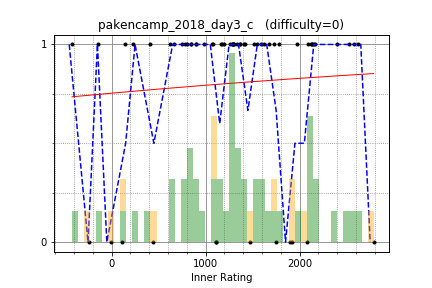 pakencamp_2018_day3_c   (difficulty=0)
1
0
0
1000
2000
Inner Rating